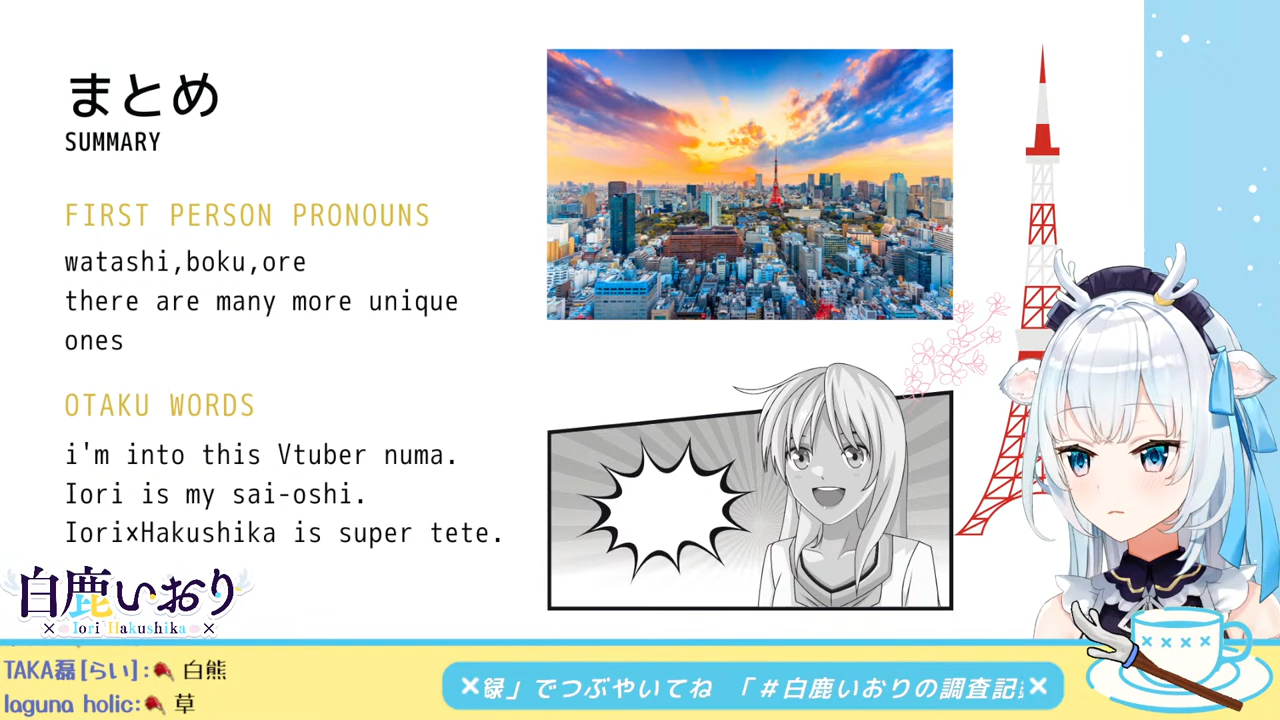 まとめ
SUMMARY
FIRST PERSON PRONOUNS
watashi,boku,ore
there are many more unique
ones
OTAKU WORDS
i'm into this Vtuber numa.
Iori is my sai-oshi.
Iori×Hakushika is super tete.
白鹿いおり
× Iori Hakushika ×
TAKA磊[らい]: 白熊
laguna holic: 草
録」でつぶやいてね 「#白鹿いおりの調査記